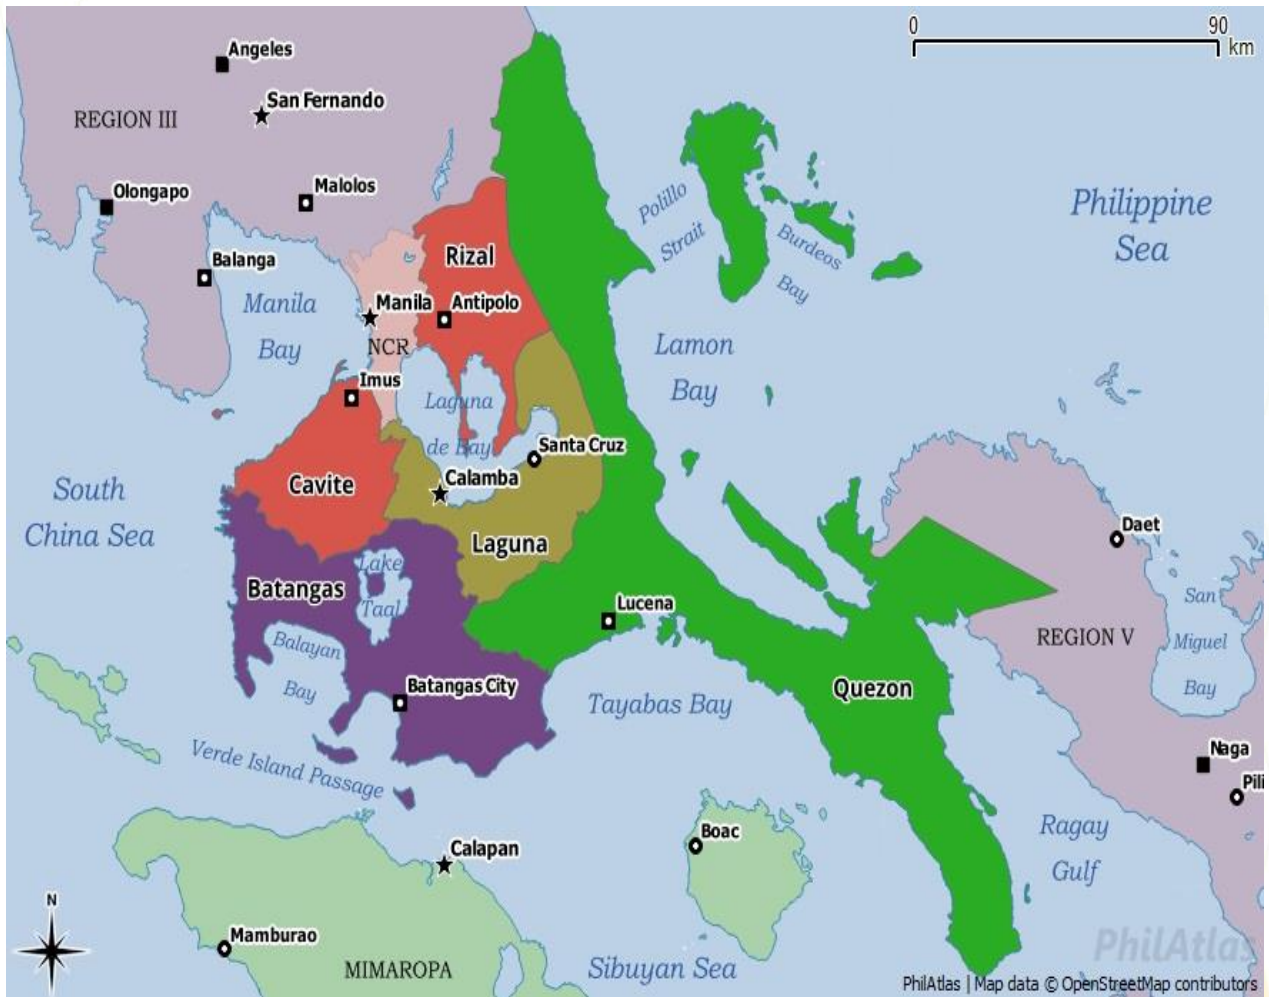 0 90
km
Angeles
San Fernando
REGION III
Olongapo
Malolos
Balanga
Manila
Bay
Rizal
Manila
Antipolo
NCR
Imus
Laguna
de Bay
Polillo
Strait
Burdeos
Bay
Philippine
Sea
Lamon
Bay
Santa Cruz
Calamba
Cavite
Laguna
South
China Sea
Daet
Batangas
Lake
Taal
Lucena
San
Miguel
Bay
REGION V
Balayan
Bay
Batangas City
Tayabas Bay
Quezon
Verde Island Passage
Naga
Pili
Boac
Ragay
Gulf
Calapan
N
Mamburao
MIMAROPA
Sibuyan Sea
PhilAtlas
PhilAtlas | Map data © OpenStreetMap contributors